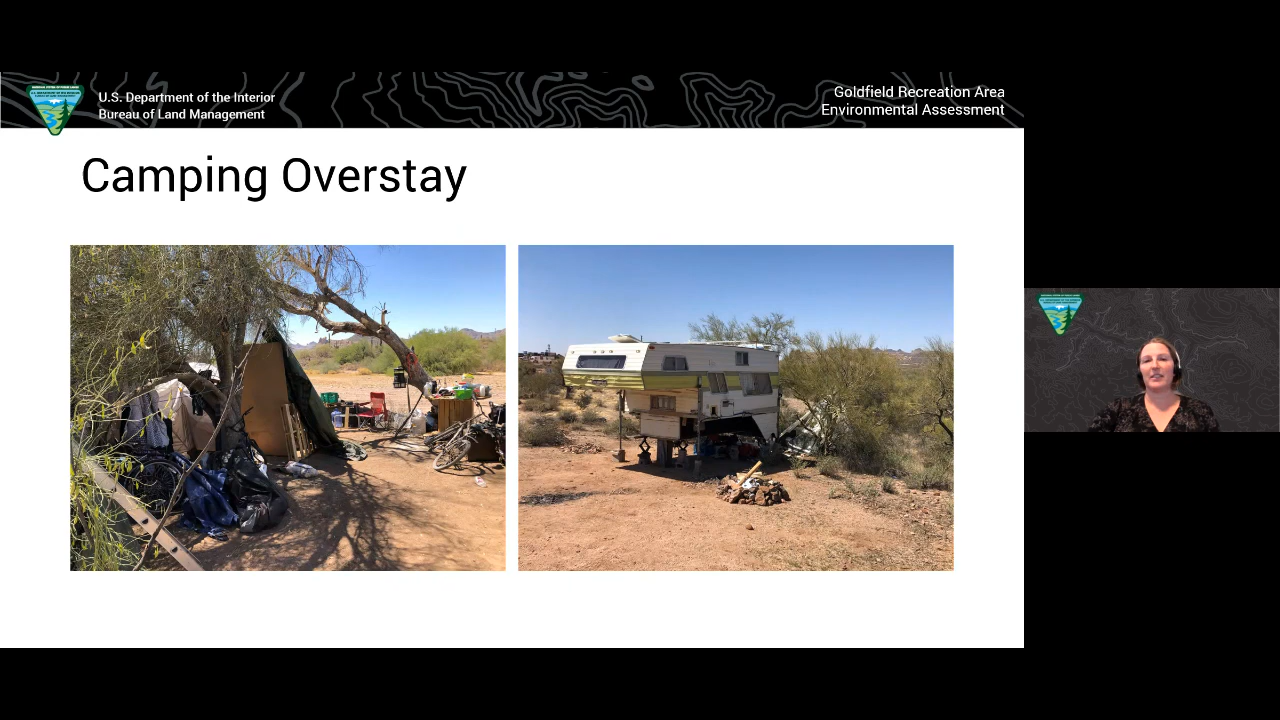 U.S. Department of the Interior
Bureau of Land Management
Goldfield Recreation Area
Environmental Assessment
Camping Overstay